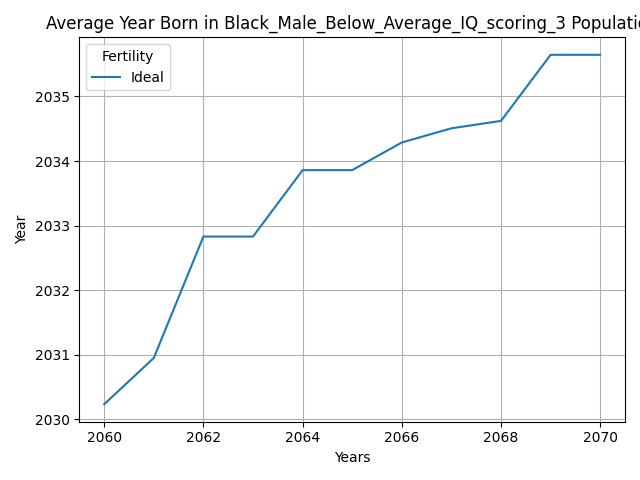 Average Year Born in Black_Male_Below_Average_IQ_scoring_3 Populatio
Fertility
Ideal
Year
2035
2034
2033
2032
2031
2030
2060
2062
2064
2066
2068
2070
Years